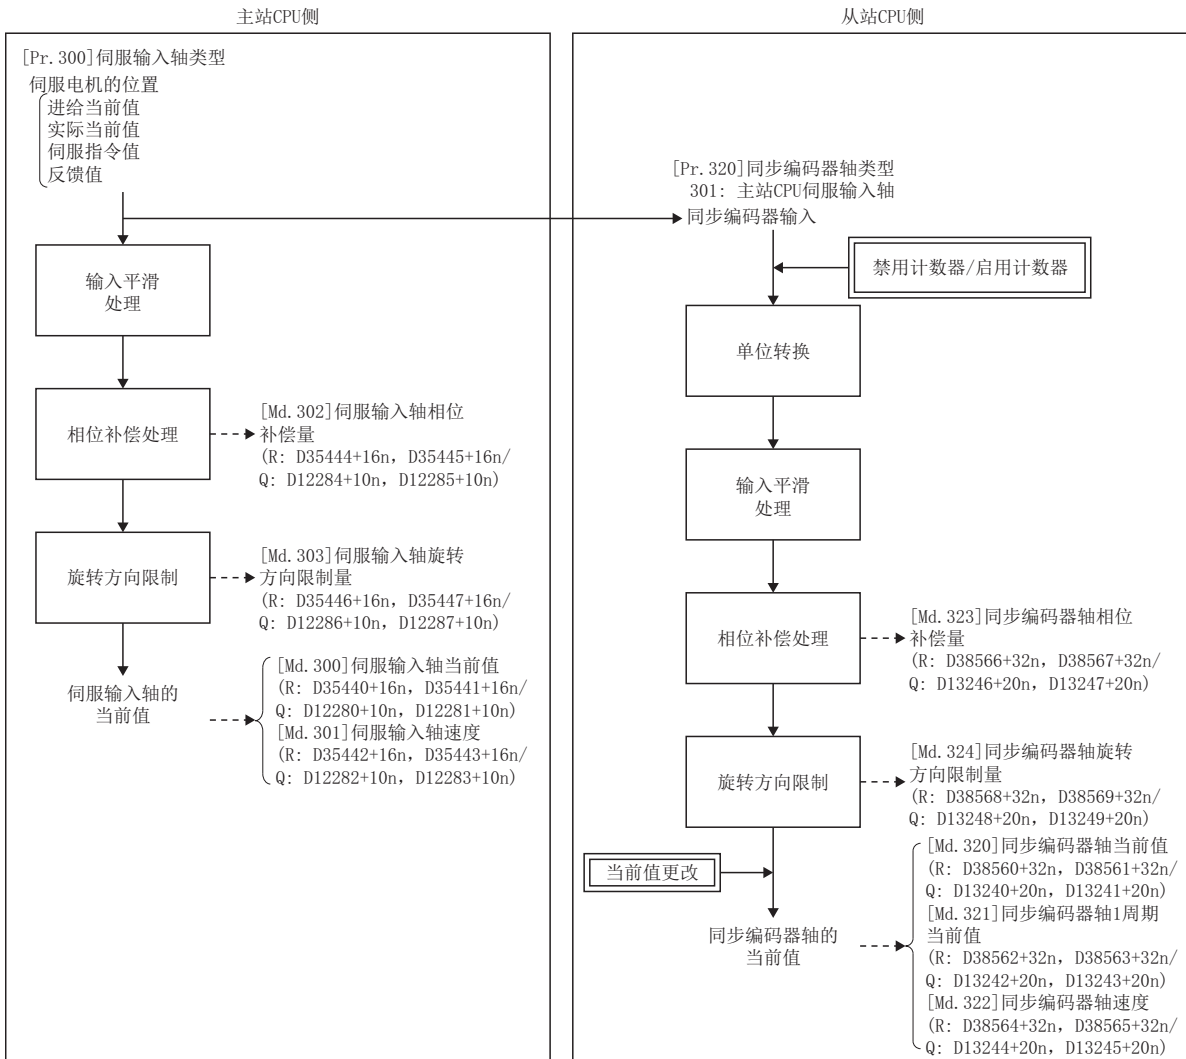 主站CPU侧
[Pr.300]伺服输入轴类型
伺服电机的位置
进给当前值
实际当前值
伺服指令值
反馈值
输入平滑
处理
相位补偿处理
[Md.302]伺服输入轴相位
补偿量
(R: D35444+16n, D35445+16n/
Q: D12284+10n, D12285+10n)
旋转方向限制
[Md.303]伺服输入轴旋转
方向限制量
(R: D35446+16n, D35447+16n/
Q: D12286+10n, D12287+10n)
伺服输入轴的
当前值
[Md.300]伺服输入轴当前值
(R: D35440+16n, D35441+16n/
Q: D12280+10n, D12281+10n)
[Md.301]伺服输入轴速度
(R: D35442+16n, D35443+16n/
Q: D12282+10n, D12283+10n)
从站CPU侧
[Pr.320]同步编码器轴类型
301: 主站CPU伺服输入轴
同步编码器输入
禁用计数器/启用计数器
单位转换
输入平滑
处理
相位补偿处理
[Md.323]同步编码器轴相位
补偿量
(R: D38566+32n, D38567+32n/
Q: D13246+20n, D13247+20n)
旋转方向限制
[Md.324]同步编码器轴旋转
方向限制量
(R: D38568+32n, D38569+32n/
Q: D13248+20n, D13249+20n)
当前值更改
同步编码器轴的
当前值
[Md.320]同步编码器轴当前值
(R: D38560+32n, D38561+32n/
Q: D13240+20n, D13241+20n)
[Md.321]同步编码器轴1周期
当前值
(R: D38562+32n, D38563+32n/
Q: D13242+20n, D13243+20n)
[Md.322]同步编码器轴速度
(R: D38564+32n, D38565+32n/
Q: D13244+20n, D13245+20n)